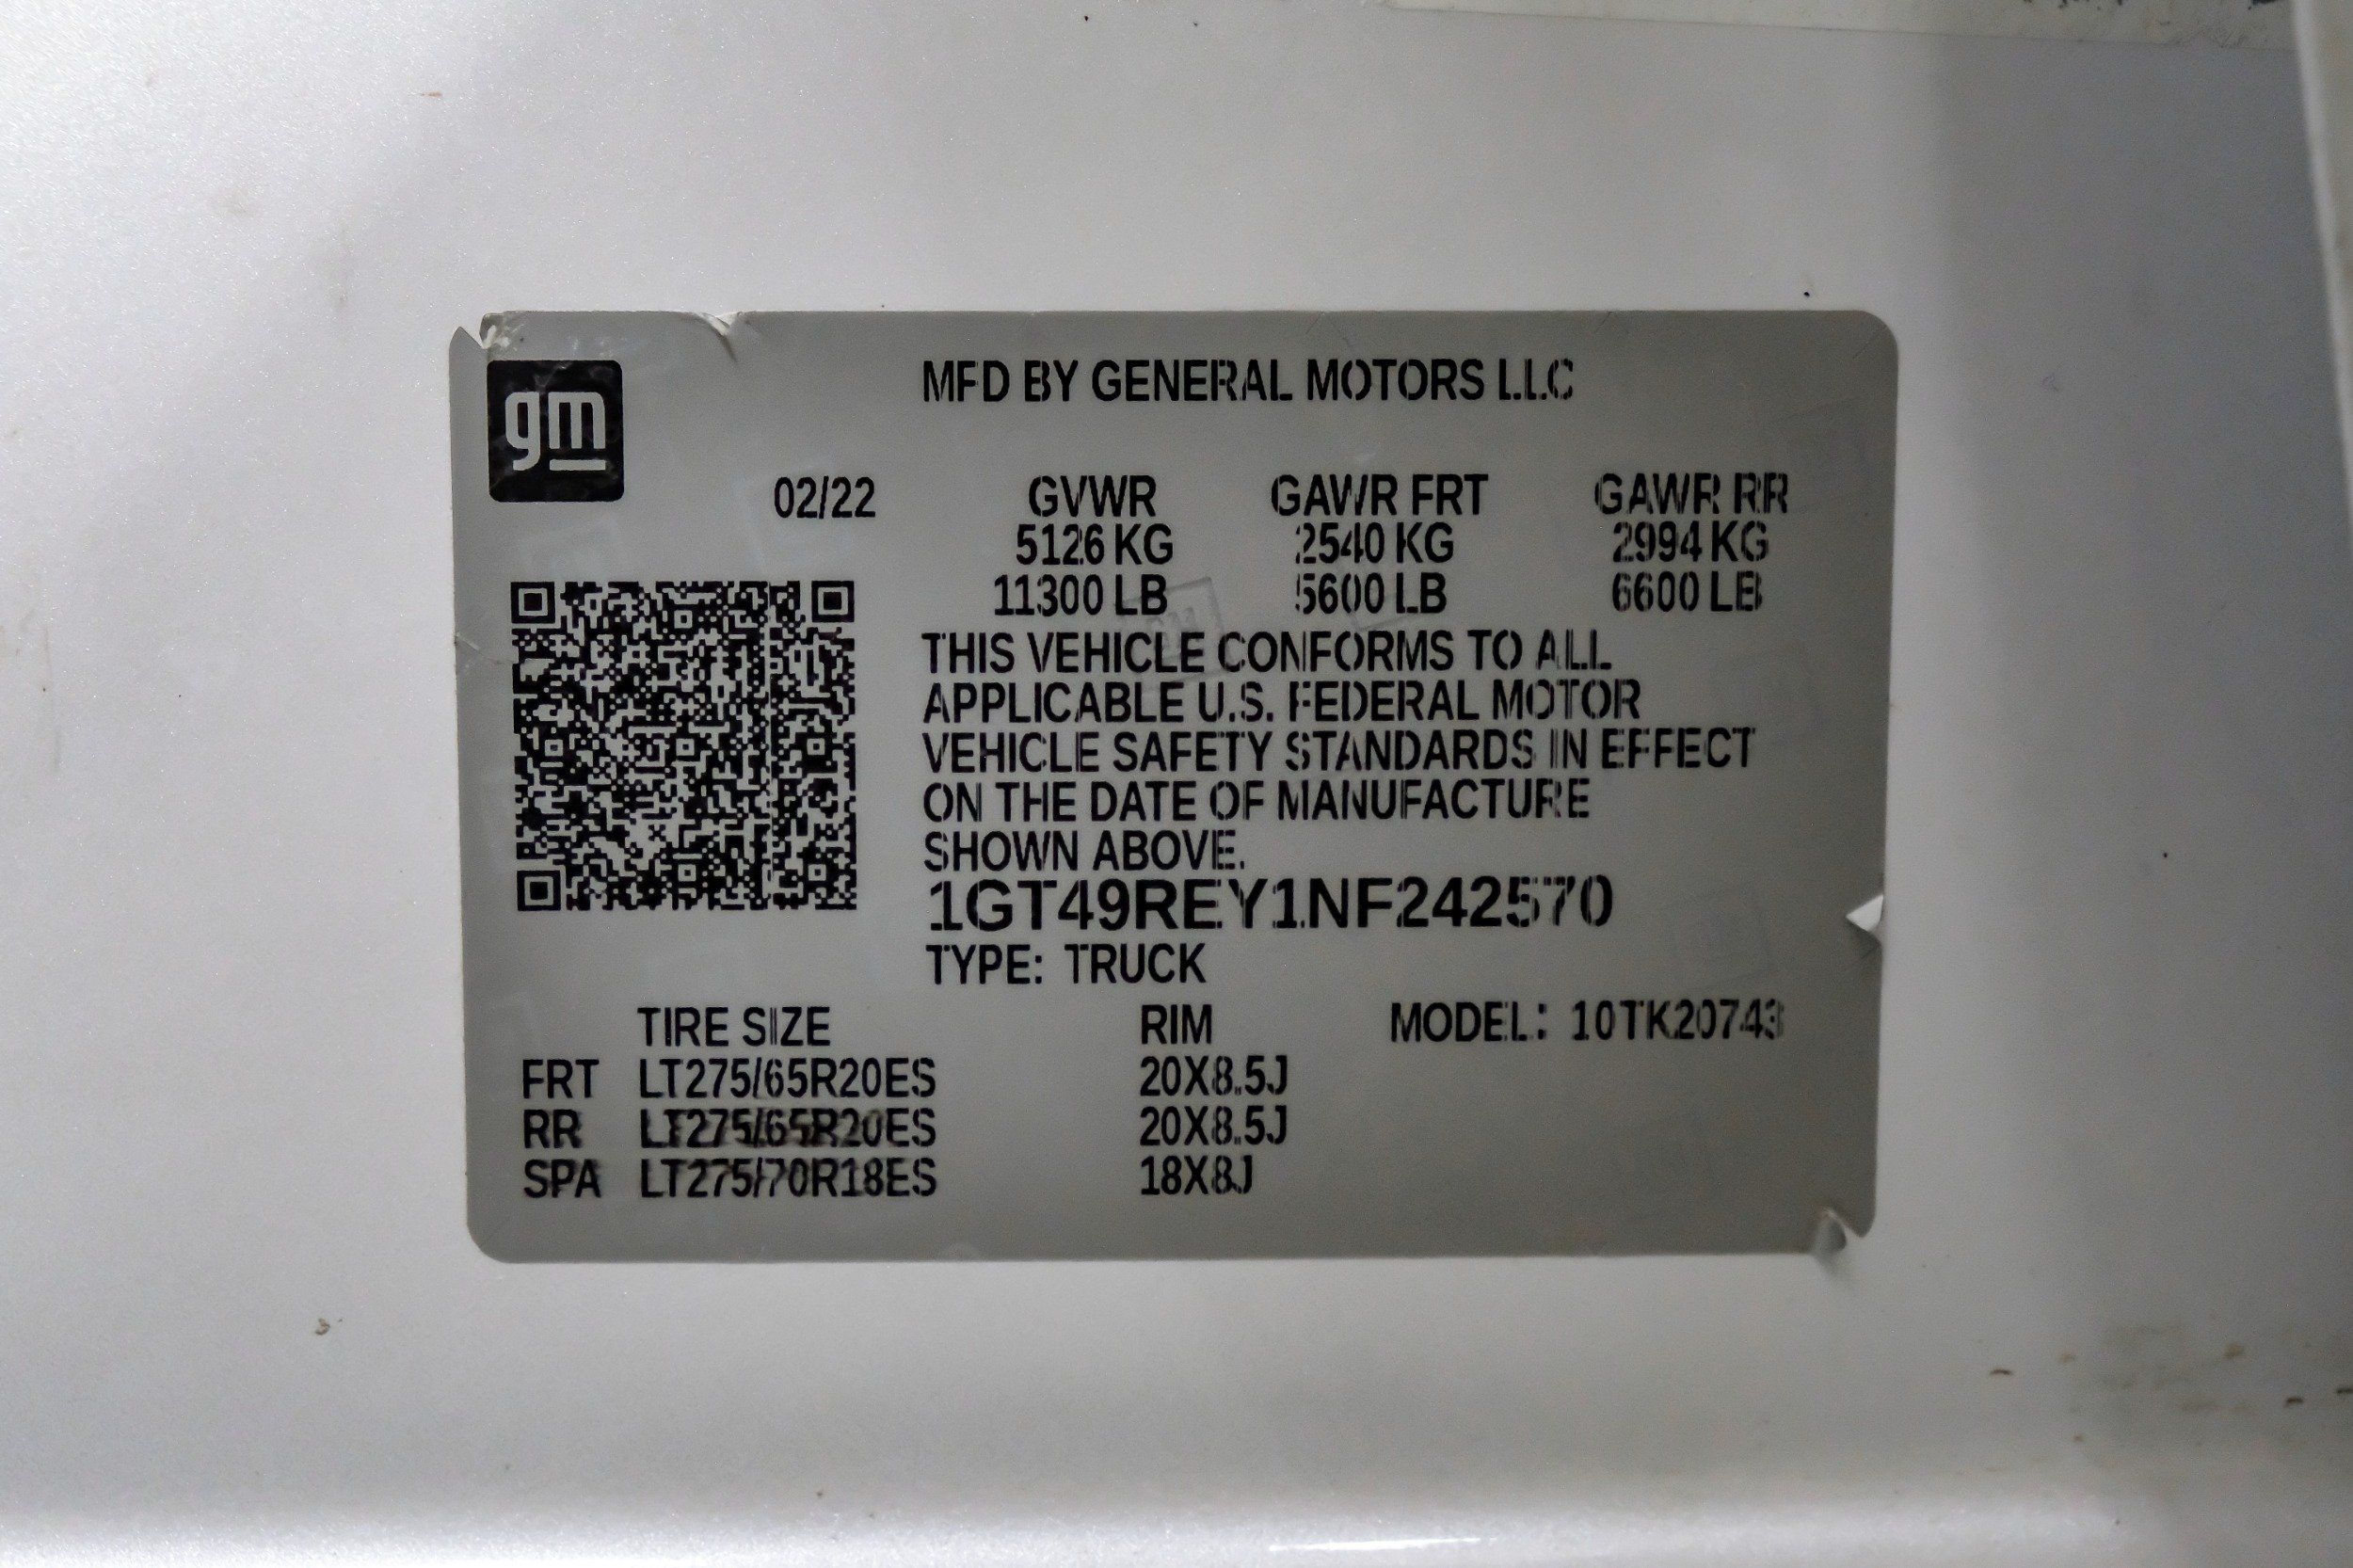 gm
MFD BY GENERAL MOTORS LLC
02/22 GVWR GAWR FRT GAWR RR
5126 KG 2540 KG 2994 KG
11300 LB 5600 LB 6600 LB
THIS VEHICLE CONFORMS TO ALL
APPLICABLE U.S. FEDERAL MOTOR
VEHICLE SAFETY STANDARDS IN EFFECT
ON THE DATE OF MANUFACTURE
SHOWN ABOVE.
1GT49REY1NF242570
TYPE: TRUCK
TIRE SIZE RIM MODEL: 10TK20743
FRT LT275/65R20ES 20X8.5J
RR LT275/65R20ES 20X8.5J
SPA LT275/70R18ES 18X8J